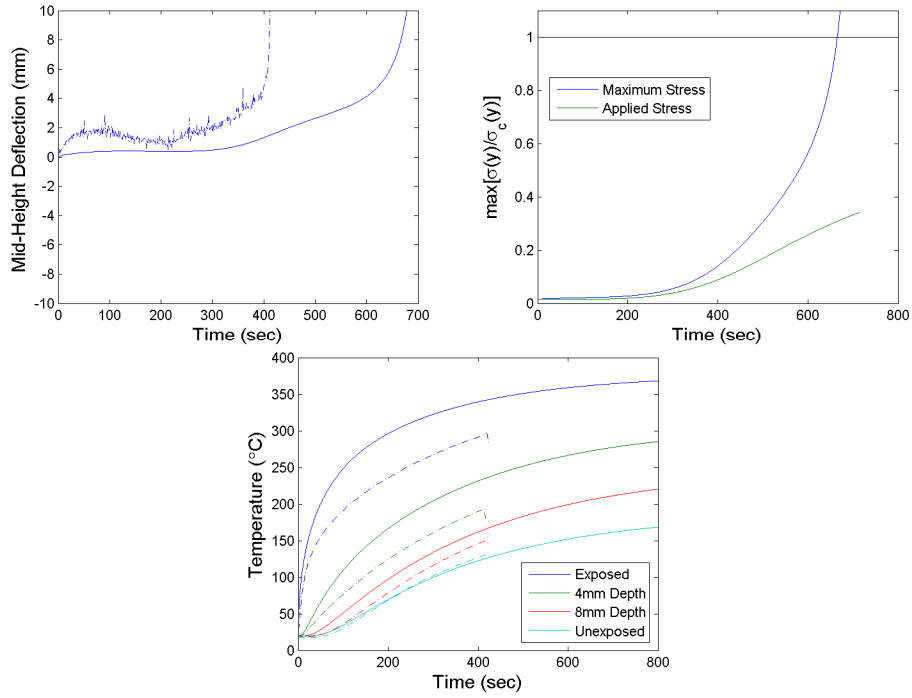 10
8
6
4
2
0
2
4
6
8
-10
Mid-Height Deflection (mm)
0 100 200 300 400 500 600 700
Time (sec)
1
0.8
0.6
0.4
0.2
0
max[σ(y)/σc(y)]
Maximum Stress
Applied Stress
0 200 400 600 800
Time (sec)
400
350
300
250
200
150
100
50
0
Temperature (°C)
Exposed
4mm Depth
8mm Depth
Unexposed
0 200 400 600 800
Time (sec)